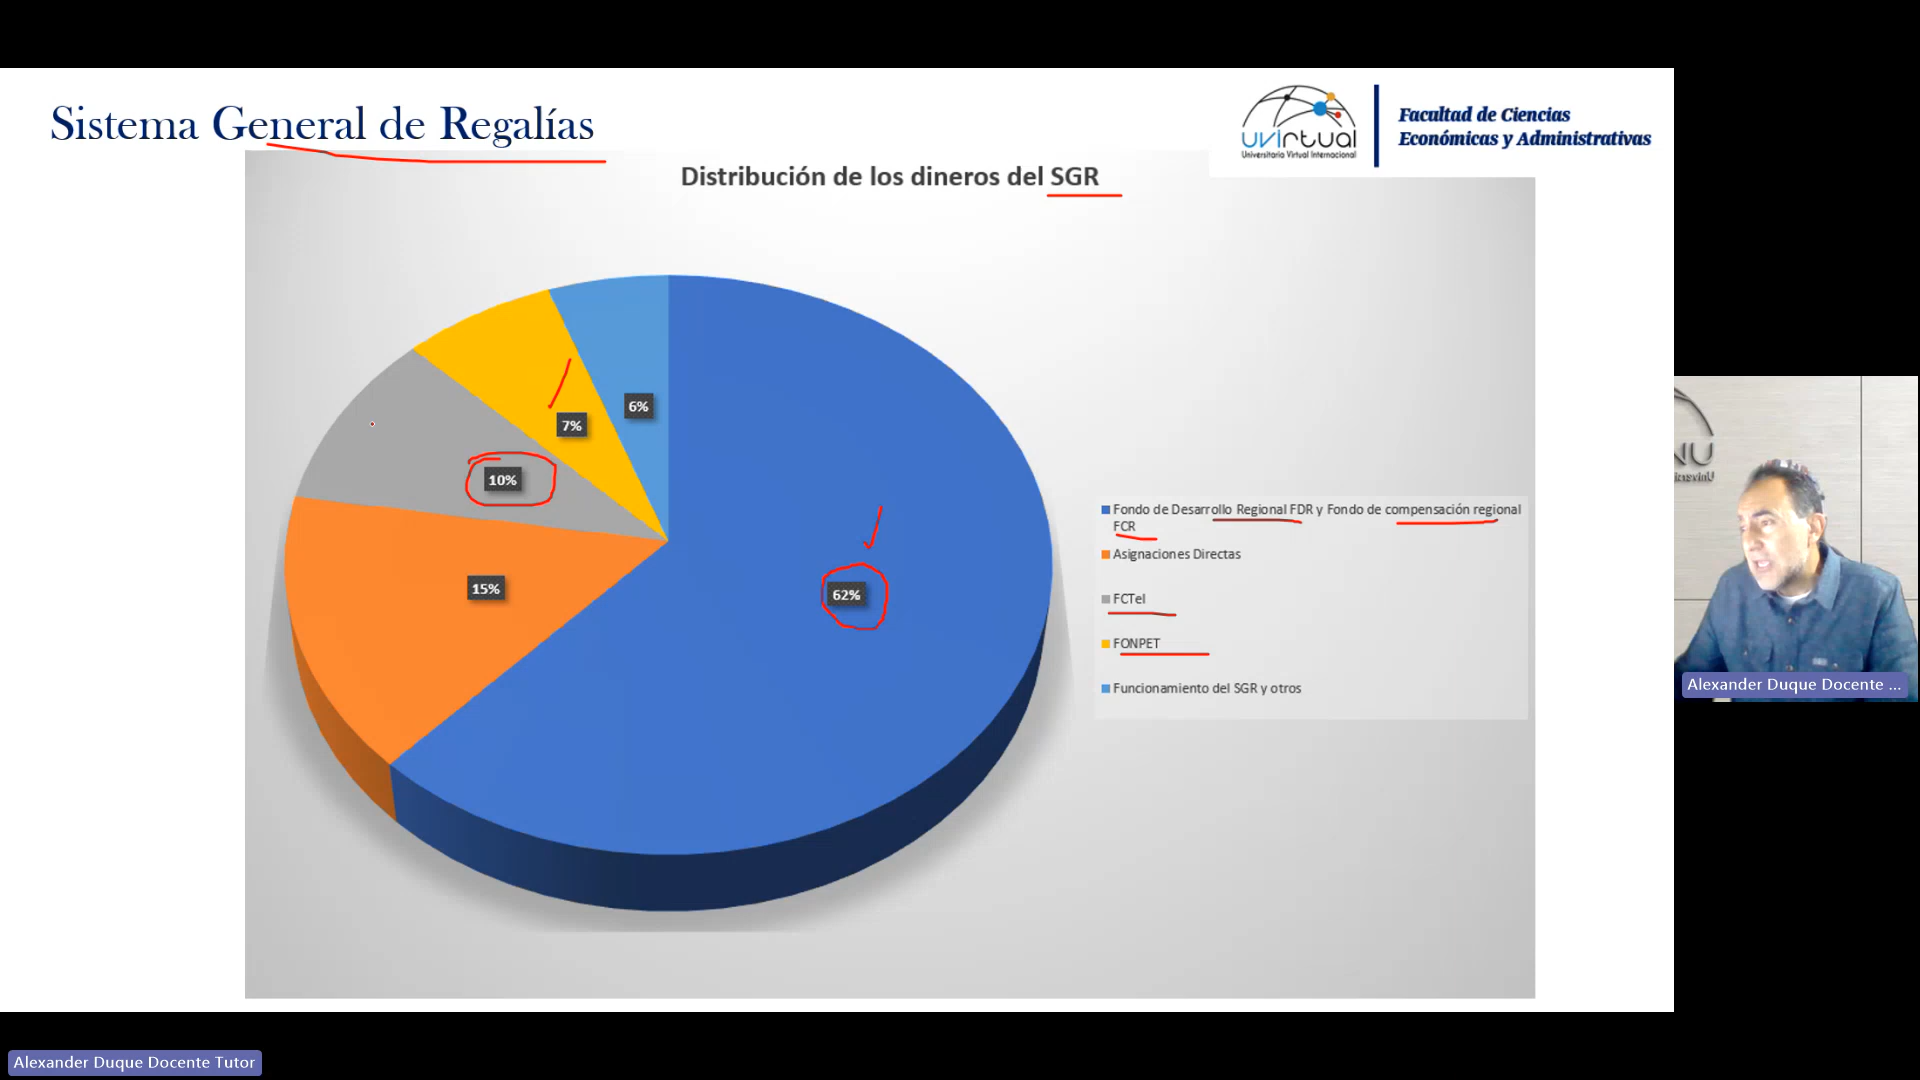 Sistema General de Regalías
uvirtual
Universitaria Virtual Internacional
Facultad de Ciencias
Económicas y Administrativas
Distribución de los dineros del SGR
6%
7%
10%
15%
62%
Fondo de Desarrollo Regional FDR y Fondo de compensación regional
FCR
Asignaciones Directas
FCTel
FONPET
Funcionamiento del SGR y otros
Alexander Duque Docente ...
Alexander Duque Docente Tutor